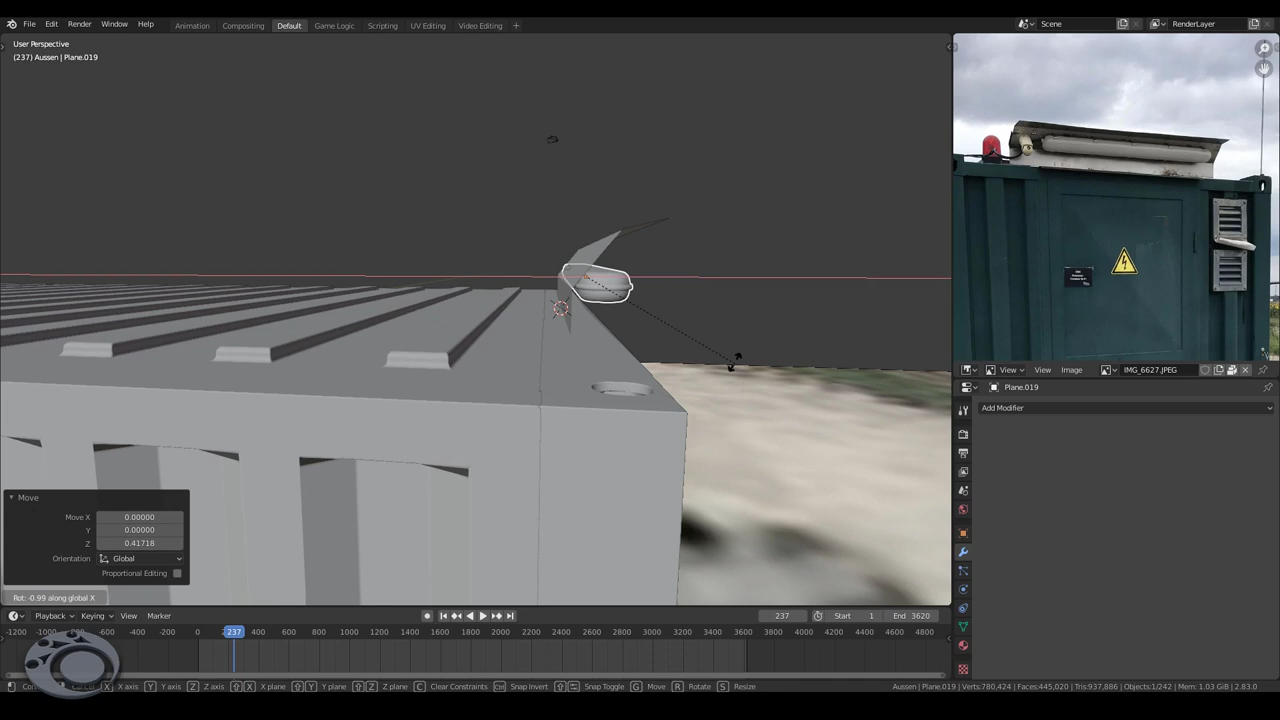 File Edit Render Window Help
Animation Compositing Default Game Logic Scripting UV Editing Video Editing +
Scene RenderLayer
User Perspective
(237) Aussen | Plane.019
View View Image IMG_6627.JPEG
Plane.019
Add Modifier
Move
Move X 0.00000
Y 0.00000
Z 0.41718
Orientation Global
Proportional Editing
Rot: -0.99 along global X
Playback Keying View Marker
237 Start 1 End 3620
-1200 -1000 -800 -600 -400 -200 0 237 400 600 800 1000 1200 1400 1600 1800 2000 2200 2400 2600 2800 3000 3200 3400 3600 3800 4000 4200 4400 4600 4800
X X axis Y Y axis Z Z axis X X plane Y Y plane Z Z plane C Clear Constraints Snap Invert Snap Toggle G Move R Rotate S Resize
Aussen | Plane.019 | Verts:780,424 | Faces:445,020 | Tris:937,886 | Objects:1/242 | Mem: 1.03 GiB | 2.83.0